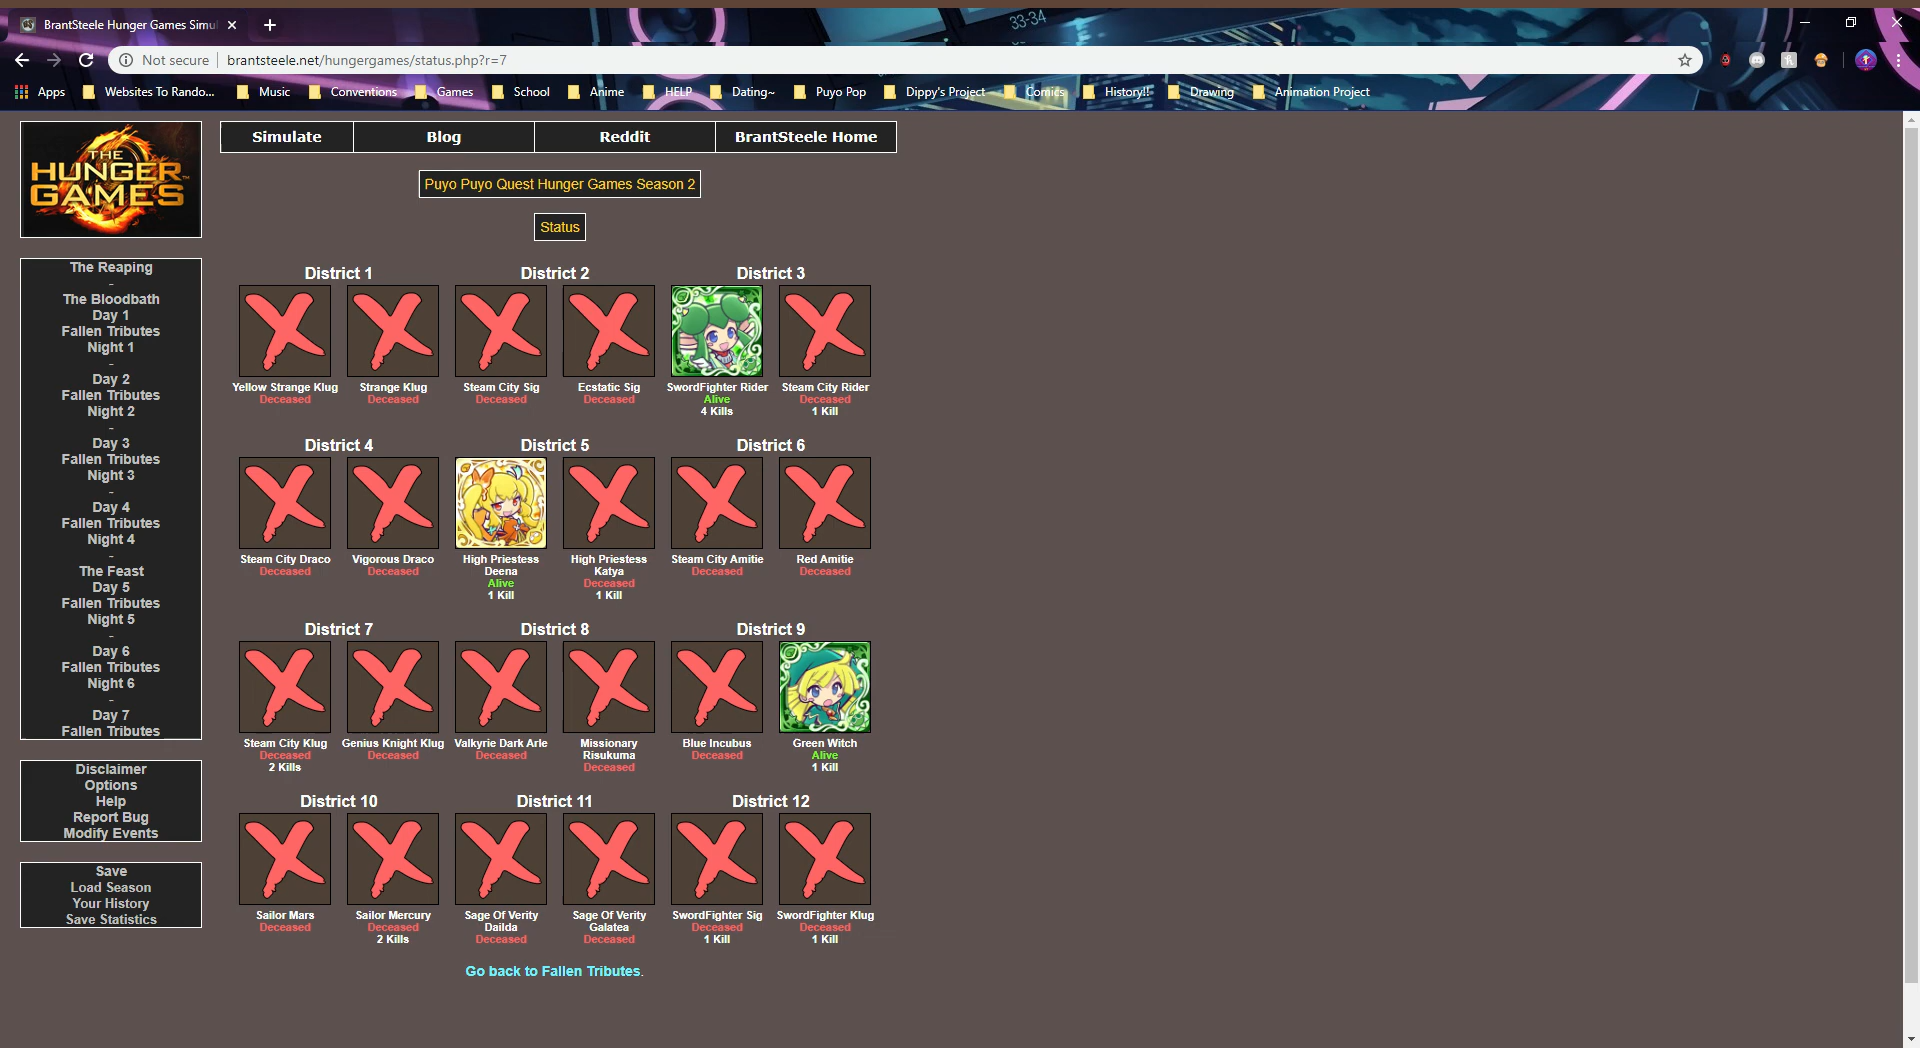 BrantSteele Hunger Games Simu
33-34
Not secure
brantsteele.net/hungergames/status.php?r=7
Apps
Websites To Rando...
Music
Conventions
Games
School
Anime
HELP
Dating~
Puyo Pop
Dippy's Project
Comics
History!!
Drawing
Animation Project
THE
HUNGER
GAMES
Simulate
Blog
Reddit
BrantSteele Home
Puyo Puyo Quest Hunger Games Season 2
Status
The Reaping
-
The Bloodbath
Day 1
Fallen Tributes
Night 1
-
Day 2
Fallen Tributes
Night 2
-
Day 3
Fallen Tributes
Night 3
-
Day 4
Fallen Tributes
Night 4
-
The Feast
Day 5
Fallen Tributes
Night 5
-
Day 6
Fallen Tributes
Night 6
-
Day 7
Fallen Tributes
Disclaimer
Options
Help
Report Bug
Modify Events
Save
Load Season
Your History
Save Statistics
District 1
Yellow Strange Klug
Deceased
Strange Klug
Deceased
District 2
Steam City Sig
Deceased
Ecstatic Sig
Deceased
District 3
SwordFighter Rider
Alive
4 Kills
Steam City Rider
Deceased
1 Kill
District 4
Steam City Draco
Deceased
Vigorous Draco
Deceased
District 5
High Priestess
Deena
Alive
1 Kill
High Priestess
Katya
Deceased
1 Kill
District 6
Steam City Amitie
Deceased
Red Amitie
Deceased
District 7
Steam City Klug
Deceased
2 Kills
Genius Knight Klug
Deceased
District 8
Valkyrie Dark Arle
Deceased
Missionary
Risukuma
Deceased
District 9
Blue Incubus
Deceased
Green Witch
Alive
1 Kill
District 10
Sailor Mars
Deceased
Sailor Mercury
Deceased
2 Kills
District 11
Sage Of Verity
Dailda
Deceased
Sage Of Verity
Galatea
Deceased
District 12
SwordFighter Sig
Deceased
1 Kill
SwordFighter Klug
Deceased
1 Kill
Go back to Fallen Tributes.